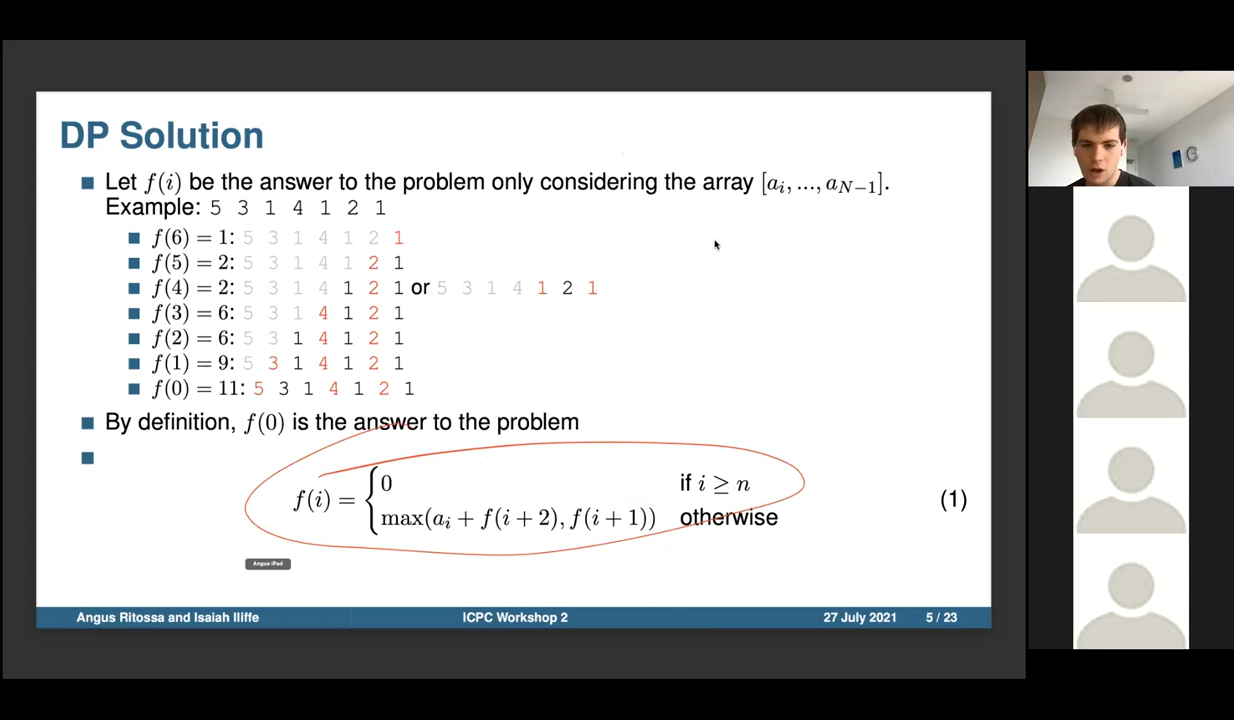 DP Solution
Let f(i) be the answer to the problem only considering the array [a_i, ..., a_{N−1}].
Example: 5 3 1 4 1 2 1
f(6) = 1: 5 3 1 4 1 2 1
f(5) = 2: 5 3 1 4 1 2 1
f(4) = 2: 5 3 1 4 1 2 1 or 5 3 1 4 1 2 1
f(3) = 6: 5 3 1 4 1 2 1
f(2) = 6: 5 3 1 4 1 2 1
f(1) = 9: 5 3 1 4 1 2 1
f(0) = 11: 5 3 1 4 1 2 1
By definition, f(0) is the answer to the problem
f(i) = { 0 if i ≥ n
max(a_i + f(i + 2), f(i + 1)) otherwise
(1)
Angus iPad
Angus Ritossa and Isaiah Iliffe ICPC Workshop 2 27 July 2021 5 / 23